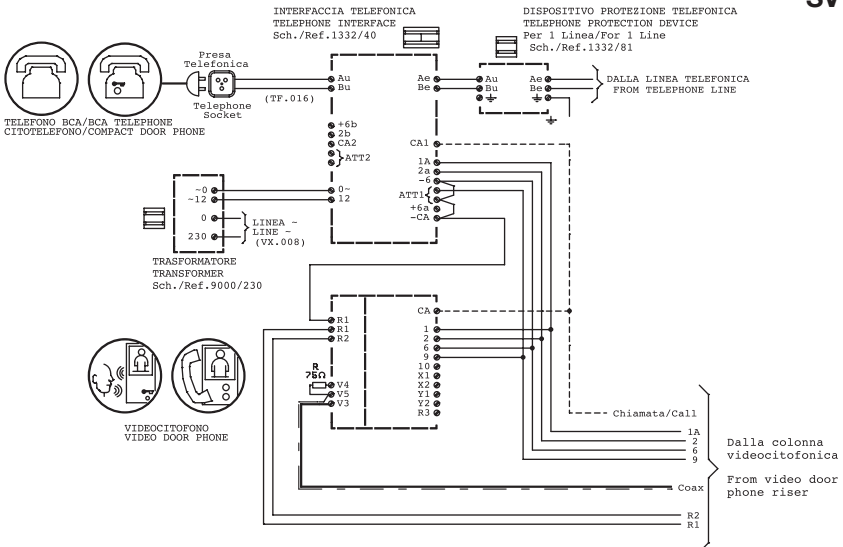 SV
INTERFACCIA TELEFONICA
TELEPHONE INTERFACE
Sch./Ref.1332/40
DISPOSITIVO PROTEZIONE TELEFONICA
TELEPHONE PROTECTION DEVICE
Per 1 Linea/For 1 Line
Sch./Ref.1332/81
Presa
Telefonica
Telephone
Socket
(TF.016)
TELEFONO BCA/BCA TELEPHONE
CITOTELEFONO/COMPACT DOOR PHONE
Au
Bu
+6b
2b
CA2
ATT2
0~
12
Ae
Be
CA1
1A
2a
-6
ATT1
+6a
-CA
Au
Bu
Ae
Be
DALLA LINEA TELEFONICA
FROM TELEPHONE LINE
~0
~12
0
230
LINEA ~
LINE ~
(VX.008)
TRASFORMATORE
TRANSFORMER
Sch./Ref.9000/230
R1
R1
R2
R
75Ω
V4
V5
V3
CA
1
2
6
9
10
X1
X2
Y1
Y2
R3
VIDEOCITOFONO
VIDEO DOOR PHONE
Chiamata/Call
1A
2
6
9
Coax
R2
R1
Dalla colonna
videocitofonica
From video door
phone riser